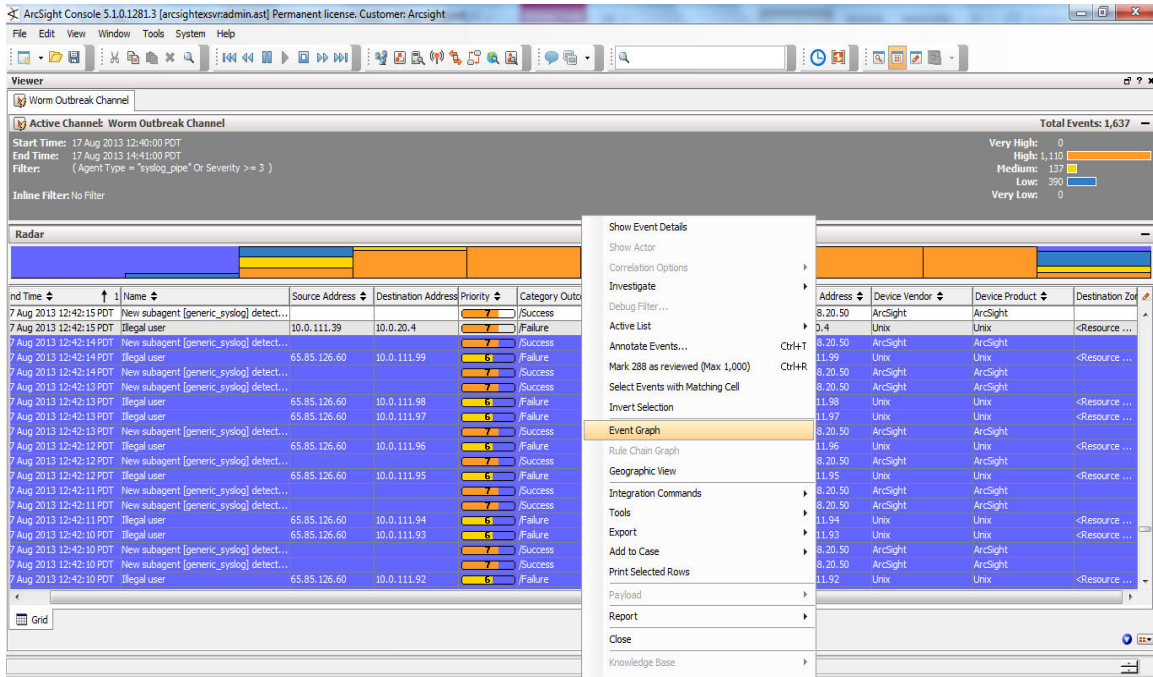 ArcSight Console 5.1.0.1281.3 [arcsightexsvr:admin.ast] Permanent license. Customer: Arcsight
File Edit View Window Tools System Help
Viewer
Worm Outbreak Channel
Active Channel: Worm Outbreak Channel Total Events: 1,637
Start Time: 17 Aug 2013 12:40:00 PDT
End Time: 17 Aug 2013 14:41:00 PDT
Filter: ( Agent Type = "syslog_pipe" Or Severity >= 3 )
Inline Filter: No Filter
Very High: 0
High: 1,110
Medium: 137
Low: 390
Very Low: 0
Radar
nd Time 1 Name Source Address Destination Address Priority Category Outco Address Device Vendor Device Product Destination Zor
7 Aug 2013 12:42:15 PDT New subagent [generic_syslog] detect... 7 /Success 8.20.50 ArcSight ArcSight
7 Aug 2013 12:42:15 PDT Illegal user 10.0.111.39 10.0.20.4 7 /Failure 0.4 Unix Unix <Resource ...
7 Aug 2013 12:42:14 PDT New subagent [generic_syslog] detect... 7 /Success 8.20.50 ArcSight ArcSight
7 Aug 2013 12:42:14 PDT Illegal user 65.85.126.60 10.0.111.99 6 /Failure 11.99 Unix Unix <Resource ...
7 Aug 2013 12:42:14 PDT New subagent [generic_syslog] detect... 7 /Success 8.20.50 ArcSight ArcSight
7 Aug 2013 12:42:13 PDT New subagent [generic_syslog] detect... 7 /Success 8.20.50 ArcSight ArcSight
7 Aug 2013 12:42:13 PDT Illegal user 65.85.126.60 10.0.111.98 6 /Failure 11.98 Unix Unix <Resource ...
7 Aug 2013 12:42:13 PDT Illegal user 65.85.126.60 10.0.111.97 6 /Failure 11.97 Unix Unix <Resource ...
7 Aug 2013 12:42:13 PDT New subagent [generic_syslog] detect... 7 /Success 8.20.50 ArcSight ArcSight
7 Aug 2013 12:42:12 PDT Illegal user 65.85.126.60 10.0.111.96 6 /Failure 11.96 Unix Unix <Resource ...
7 Aug 2013 12:42:12 PDT New subagent [generic_syslog] detect... 7 /Success 8.20.50 ArcSight ArcSight
7 Aug 2013 12:42:12 PDT Illegal user 65.85.126.60 10.0.111.95 6 /Failure 11.95 Unix Unix <Resource ...
7 Aug 2013 12:42:11 PDT New subagent [generic_syslog] detect... 7 /Success 8.20.50 ArcSight ArcSight
7 Aug 2013 12:42:11 PDT New subagent [generic_syslog] detect... 7 /Success 8.20.50 ArcSight ArcSight
7 Aug 2013 12:42:11 PDT Illegal user 65.85.126.60 10.0.111.94 6 /Failure 11.94 Unix Unix <Resource ...
7 Aug 2013 12:42:10 PDT Illegal user 65.85.126.60 10.0.111.93 6 /Failure 11.93 Unix Unix <Resource ...
7 Aug 2013 12:42:10 PDT New subagent [generic_syslog] detect... 7 /Success 8.20.50 ArcSight ArcSight
7 Aug 2013 12:42:10 PDT New subagent [generic_syslog] detect... 7 /Success 8.20.50 ArcSight ArcSight
7 Aug 2013 12:42:10 PDT Illegal user 65.85.126.60 10.0.111.92 6 /Failure 11.92 Unix Unix <Resource ...
Grid
Show Event Details
Show Actor
Correlation Options
Investigate
Debug Filter...
Active List
Annotate Events... Ctrl+T
Mark 288 as reviewed (Max 1,000) Ctrl+R
Select Events with Matching Cell
Invert Selection
Event Graph
Rule Chain Graph
Geographic View
Integration Commands
Tools
Export
Add to Case
Print Selected Rows
Payload
Report
Close
Knowledge Base